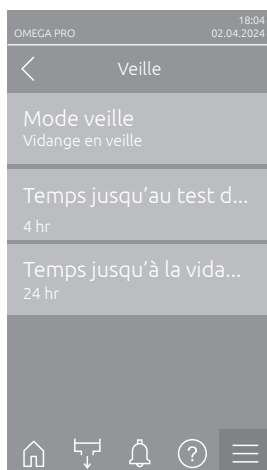 18:04
OMEGA PRO 02.04.2024
Veille
Mode veille
Vidange en veille
Temps jusqu'au test d...
4 hr
Temps jusqu'à la vida...
24 hr
?